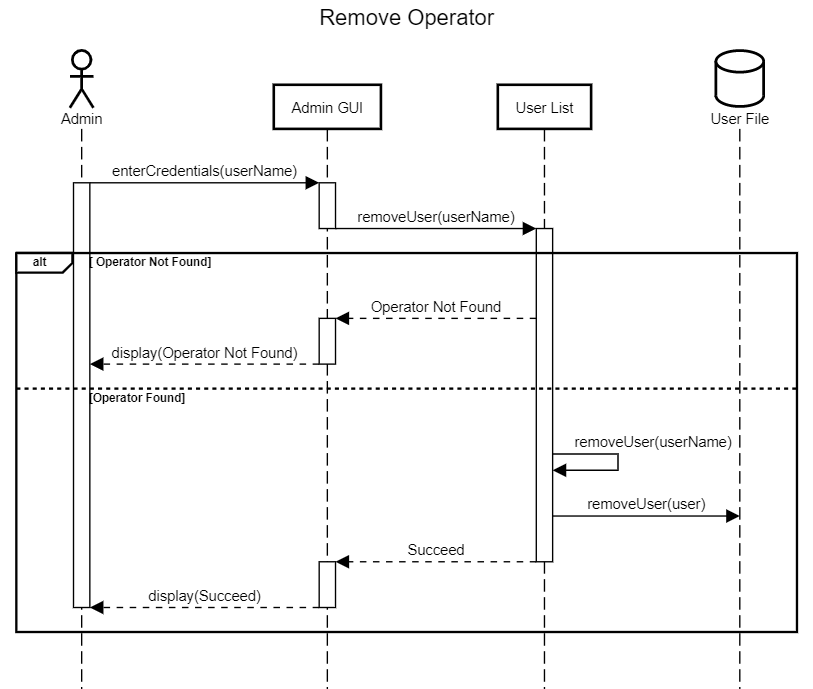 Remove Operator
Admin
Admin GUI
User List
User File
enterCredentials(userName)
removeUser(userName)
alt
[ Operator Not Found]
Operator Not Found
display(Operator Not Found)
[Operator Found]
removeUser(userName)
removeUser(user)
Succeed
display(Succeed)